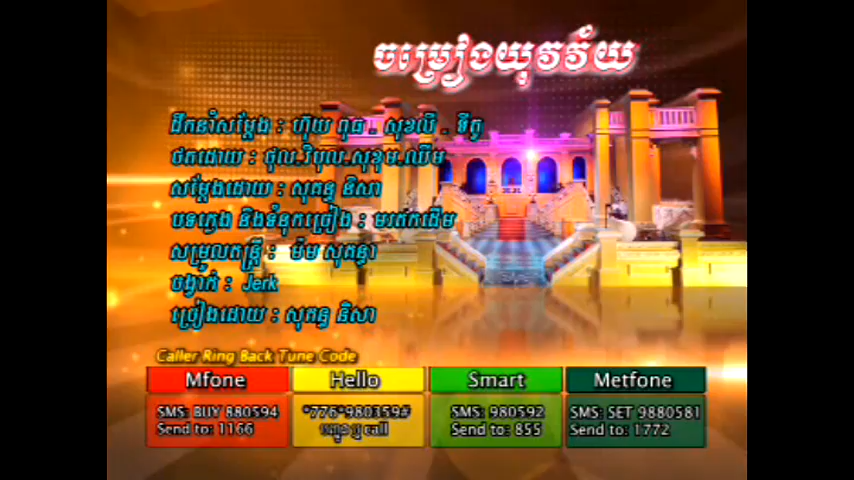 ចម្រៀងយុវវ័យ
ដឹកនាំសម្ដែង : ហ៊ុយ ពុធ . សុខលី . ទីតូ
ថតដោយ : ថុល.វិបុល.សុខុម.ឈឹម
សម្ដែងដោយ : សុគន្ធ និសា
បទភ្លេង និងទំនុកច្រៀង : មរតកដើម
សម្រួលតន្ត្រី : ម៉ម សុគន្ធា
ចង្វាក់ : Jerk
ច្រៀងដោយ : សុគន្ធ និសា
Caller Ring Back Tune Code
Mfone Hello Smart Metfone
SMS: BUY 880594 *776*980359# SMS: 980592 SMS: SET 9880581
Send to: 1166 call Send to: 855 Send to: 1772